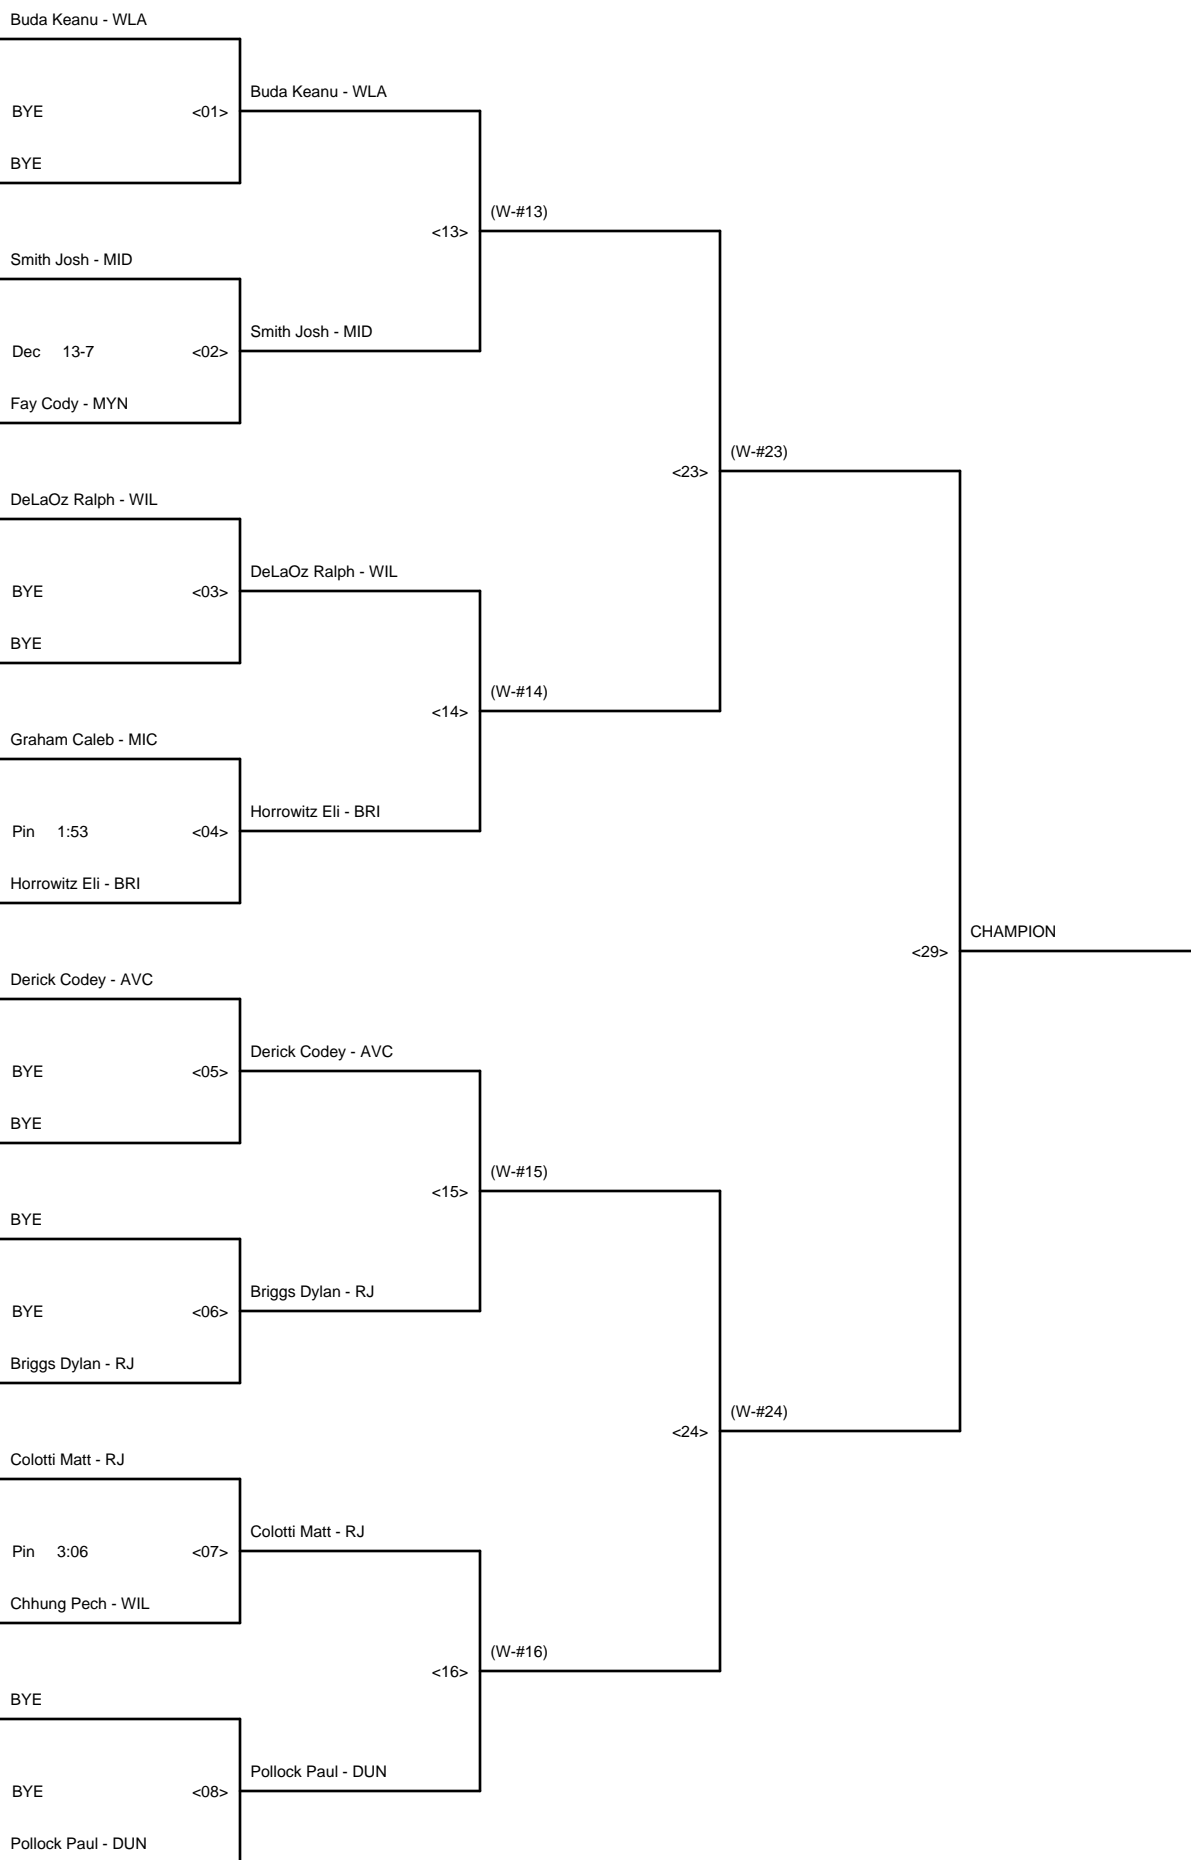 Buda Keanu - WLA
Buda Keanu - WLA
BYE <01>
BYE
(W-#13)
<13>
Smith Josh - MID
Smith Josh - MID
Dec 13-7 <02>
Fay Cody - MYN
(W-#23)
<23>
DeLaOz Ralph - WIL
DeLaOz Ralph - WIL
BYE <03>
BYE
(W-#14)
<14>
Graham Caleb - MIC
Horrowitz Eli - BRI
Pin 1:53 <04>
Horrowitz Eli - BRI
CHAMPION
<29>
Derick Codey - AVC
Derick Codey - AVC
BYE <05>
BYE
(W-#15)
<15>
BYE
Briggs Dylan - RJ
BYE <06>
Briggs Dylan - RJ
(W-#24)
<24>
Colotti Matt - RJ
Colotti Matt - RJ
Pin 3:06 <07>
Chhung Pech - WIL
(W-#16)
<16>
BYE
Pollock Paul - DUN
BYE <08>
Pollock Paul - DUN